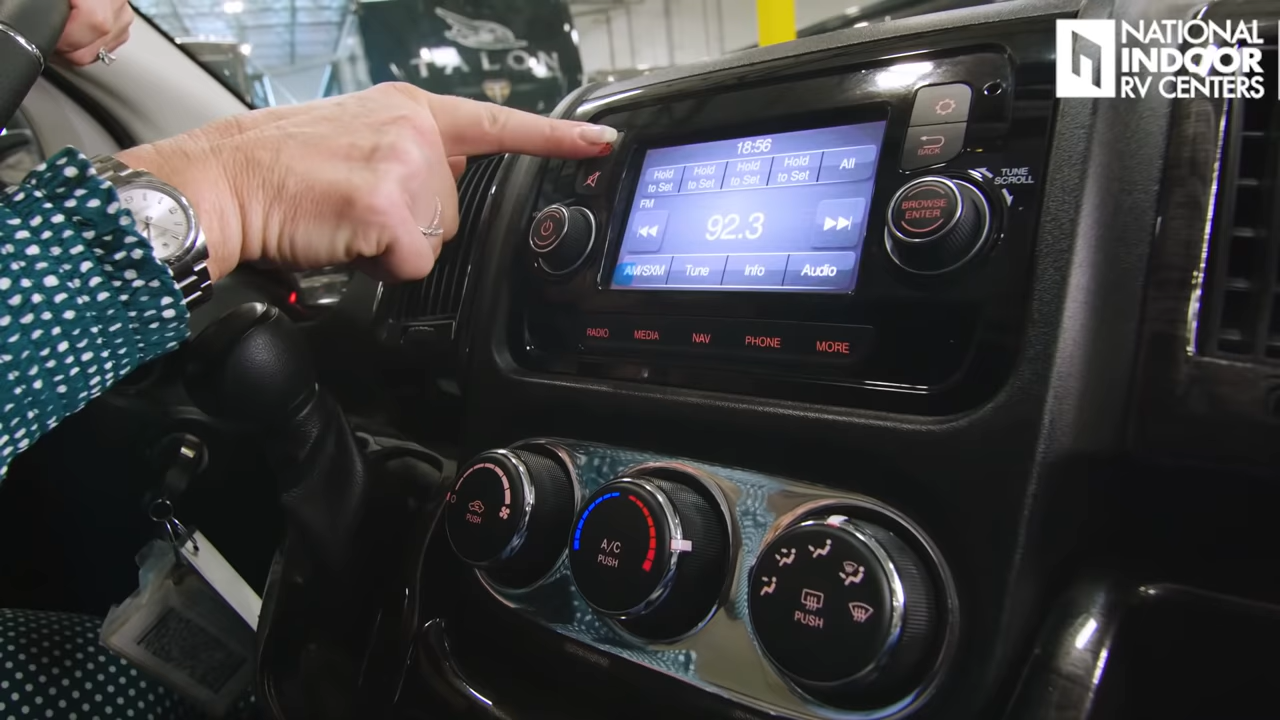 NATIONAL
INDOOR
RV CENTERS
TALON
18:56
Hold to Set
Hold to Set
Hold to Set
Hold to Set
All
FM
92.3
Tune
Info
Audio
BACK
TUNE
SCROLL
BROWSE
ENTER
RADIO
MEDIA
NAV
PHONE
MORE
O
PUSH
A/C
PUSH
PUSH